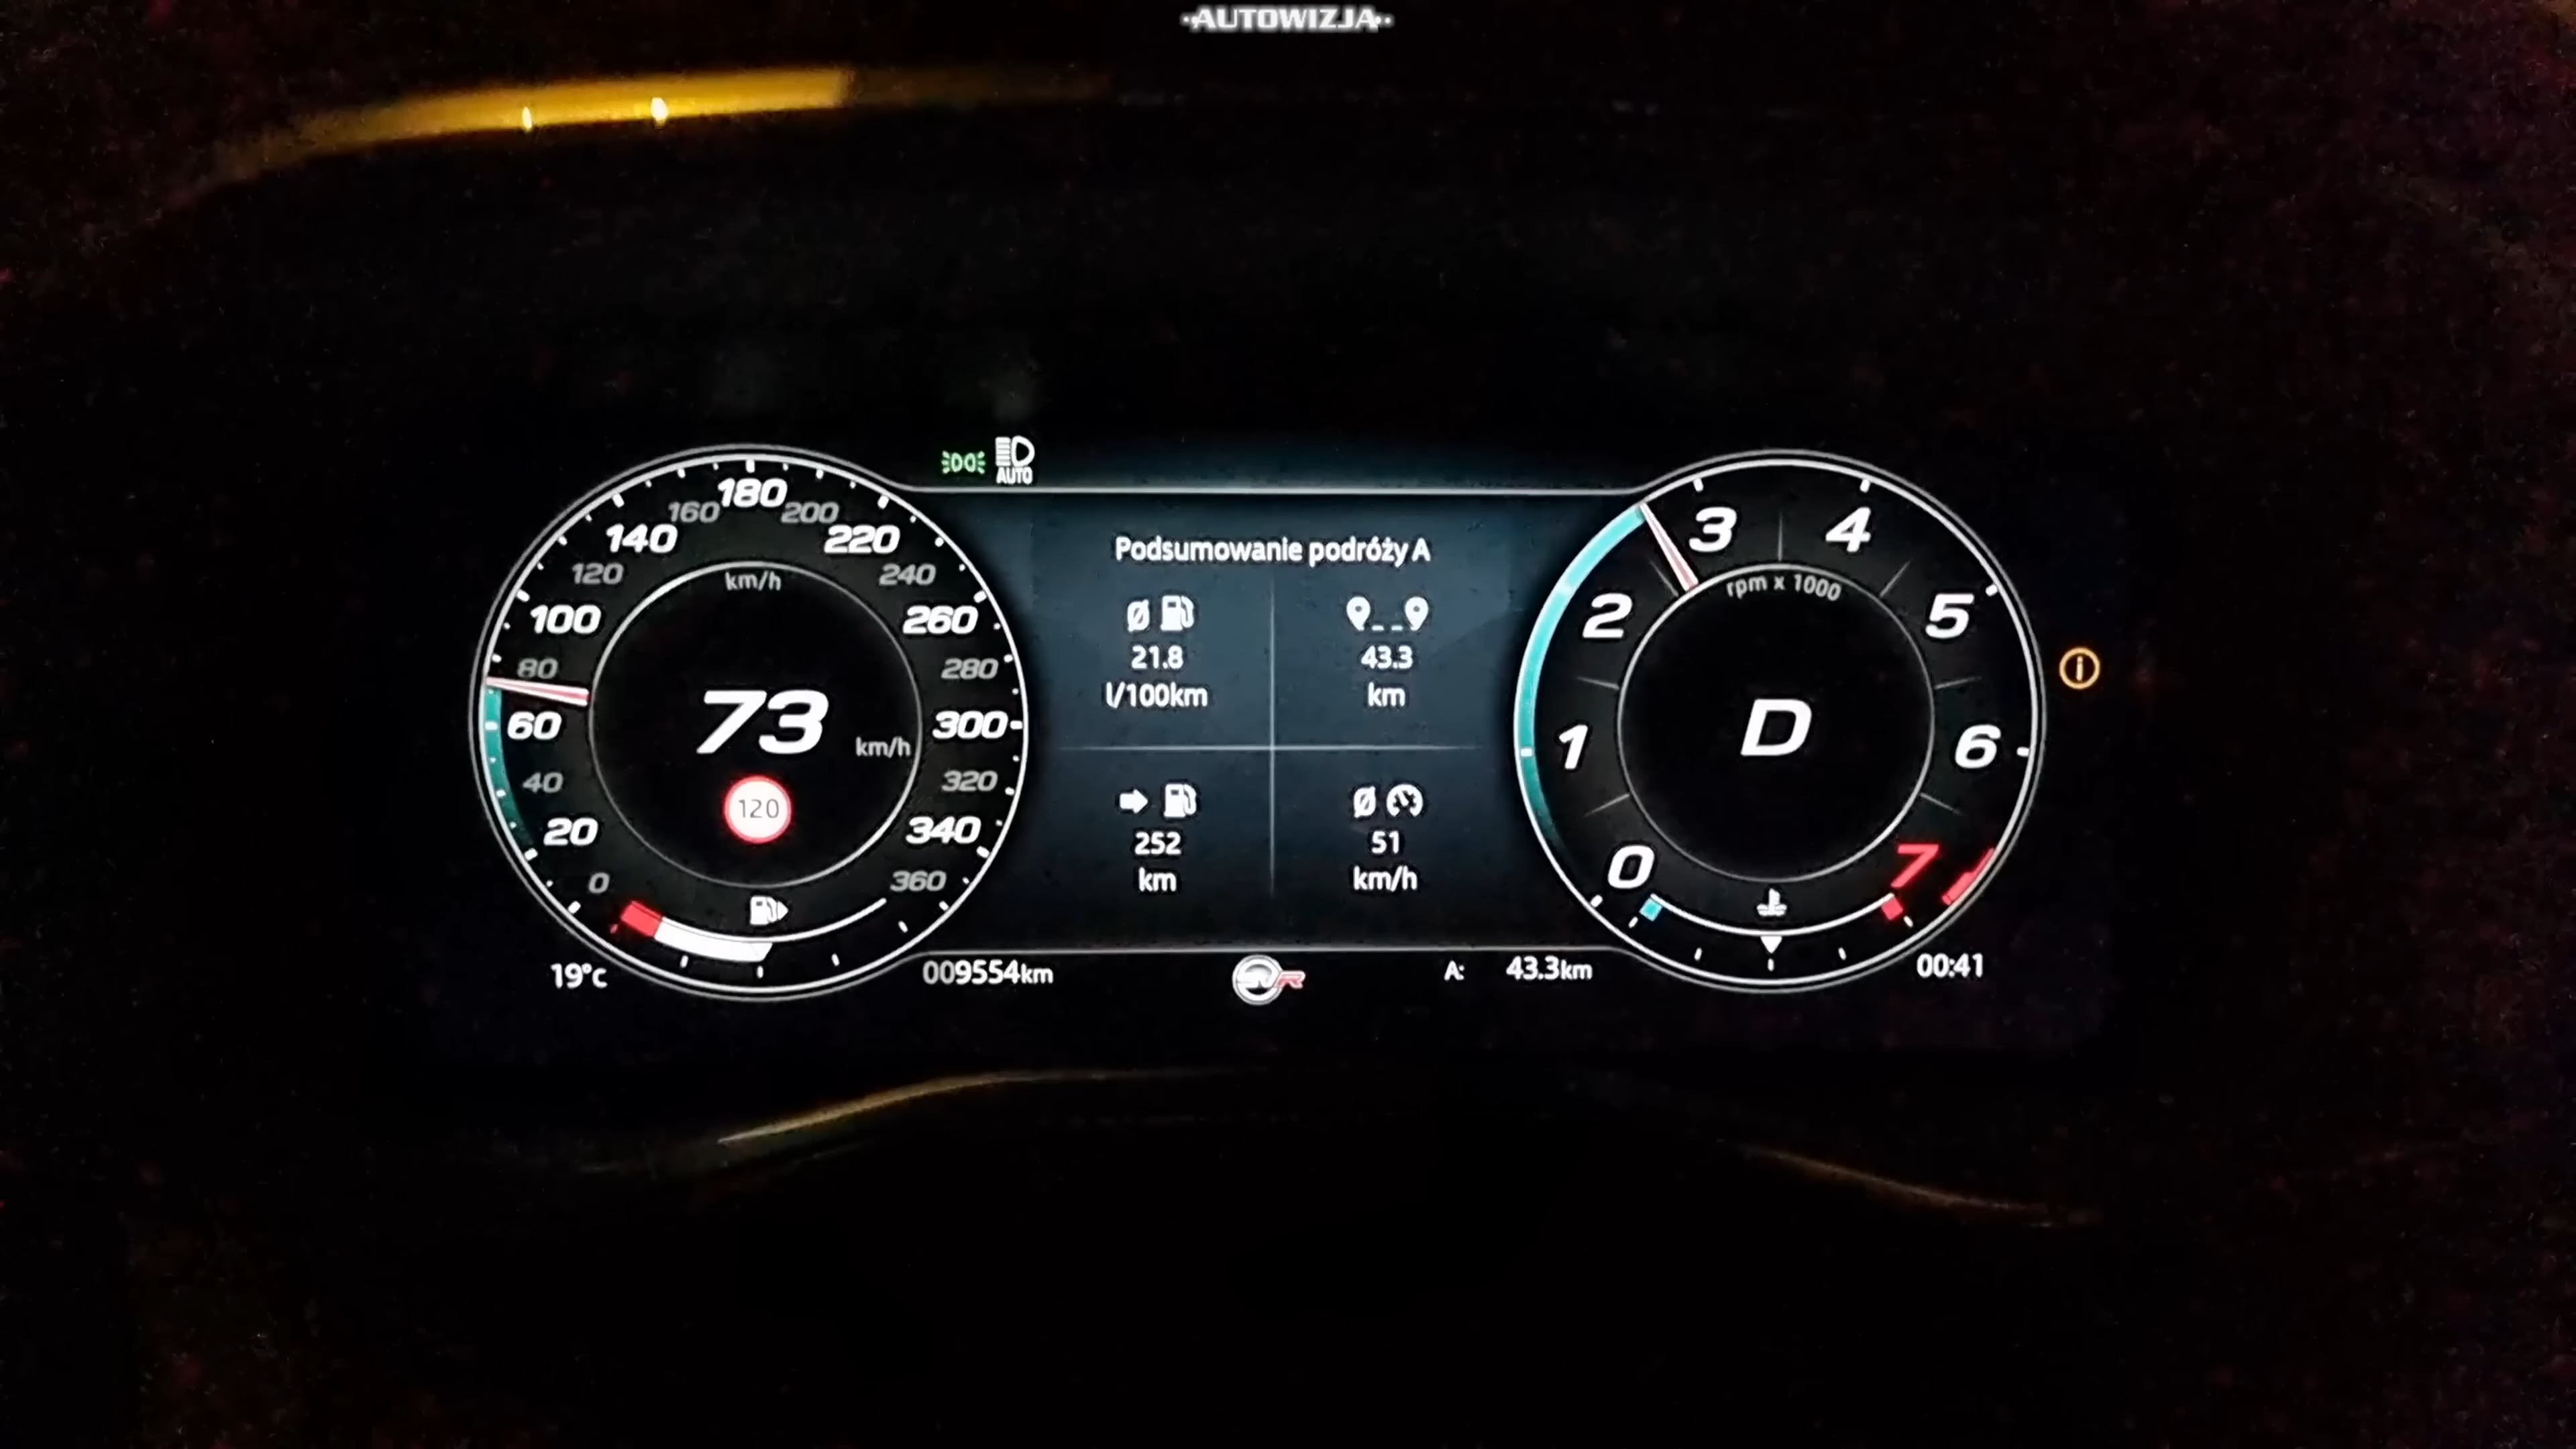 ·AUTOWIZJA·
AUTO
180
160
200
140
220
120
240
100
260
80
280
60
300
40
320
20
340
0
360
km/h
73
km/h
120
Podsumowanie podróży A
21.8
l/100km
43.3
km
252
km
51
km/h
3
4
2
5
1
6
0
7
rpm x 1000
D
19°c
009554km
SVR
A: 43.3km
00:41